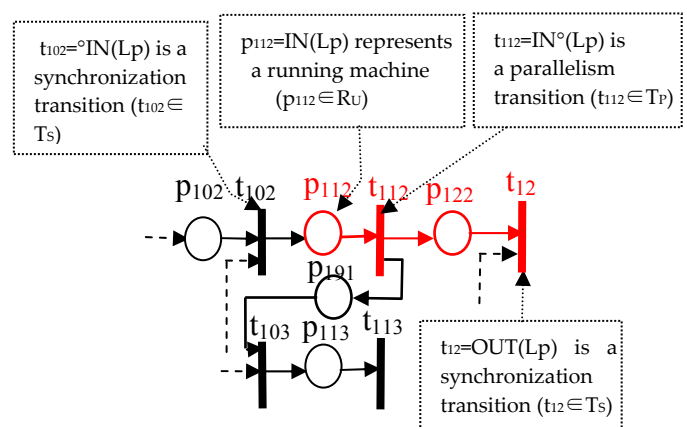 t102=°IN(Lp) is a
synchronization
transition (t102∈
TS)
p112=IN(Lp) represents
a running machine
(p112∈RU)
t112=IN°(Lp) is
a parallelism
transition (t112∈TP)
p102 t102 p112 t112 p122 t12
p191
t103 p113 t113
t12=OUT(Lp) is a
synchronization
transition (t12∈TS)